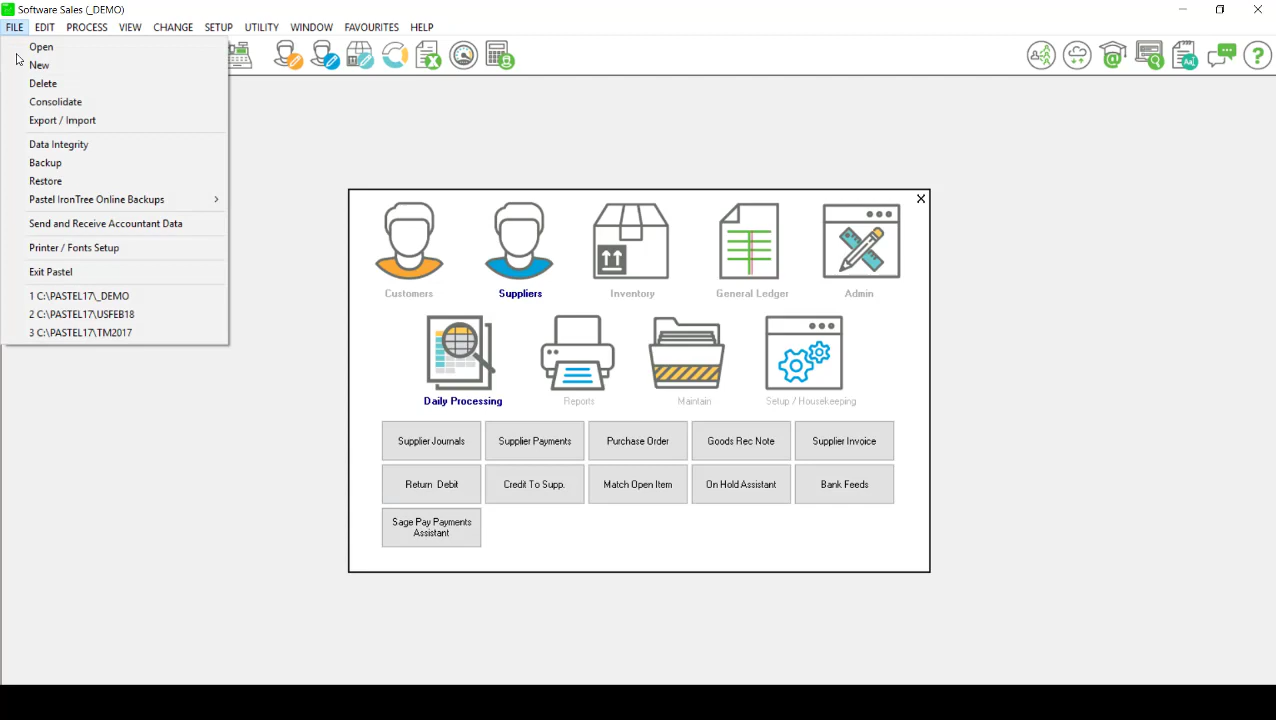 Software Sales (_DEMO)
FILE EDIT PROCESS VIEW CHANGE SETUP UTILITY WINDOW FAVOURITES HELP
Open
New
Delete
Consolidate
Export / Import
Data Integrity
Backup
Restore
Pastel IronTree Online Backups
Send and Receive Accountant Data
Printer / Fonts Setup
Exit Pastel
1 C:\PASTEL17\_DEMO
2 C:\PASTEL17\USFEB18
3 C:\PASTEL17\TM2017
Customers Suppliers Inventory General Ledger Admin
Daily Processing Reports Maintain Setup / Housekeeping
Supplier Journals Supplier Payments Purchase Order Goods Rec Note Supplier Invoice
Return Debit Credit To Supp. Match Open Item On Hold Assistant Bank Feeds
Sage Pay Payments
Assistant